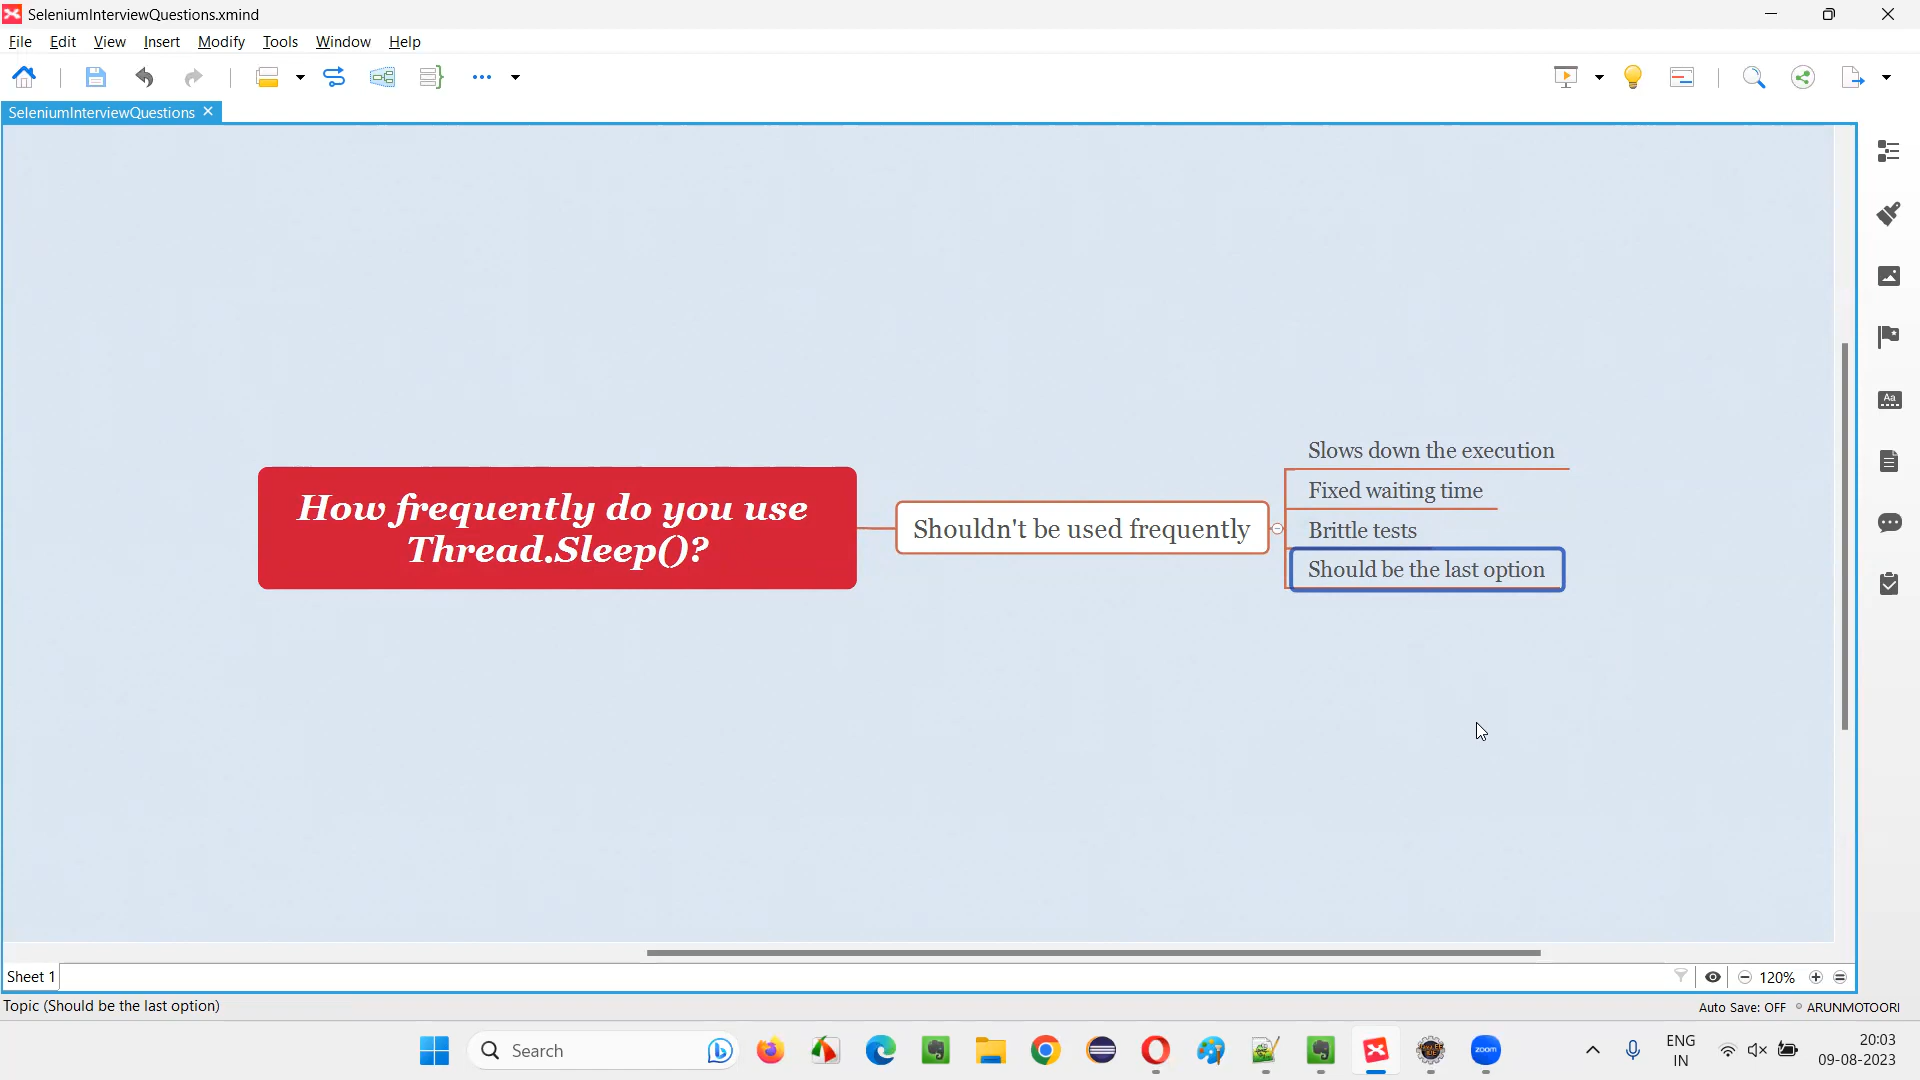 SeleniumInterviewQuestions.xmind
File Edit View Insert Modify Tools Window Help
SeleniumInterviewQuestions
How frequently do you use
Thread.Sleep()?
Shouldn't be used frequently
Slows down the execution
Fixed waiting time
Brittle tests
Should be the last option
Aa
Sheet 1
120%
Topic (Should be the last option)
Auto Save: OFF
ARUNMOTOORI
Search
zoom
ENG
IN
20:03
09-08-2023